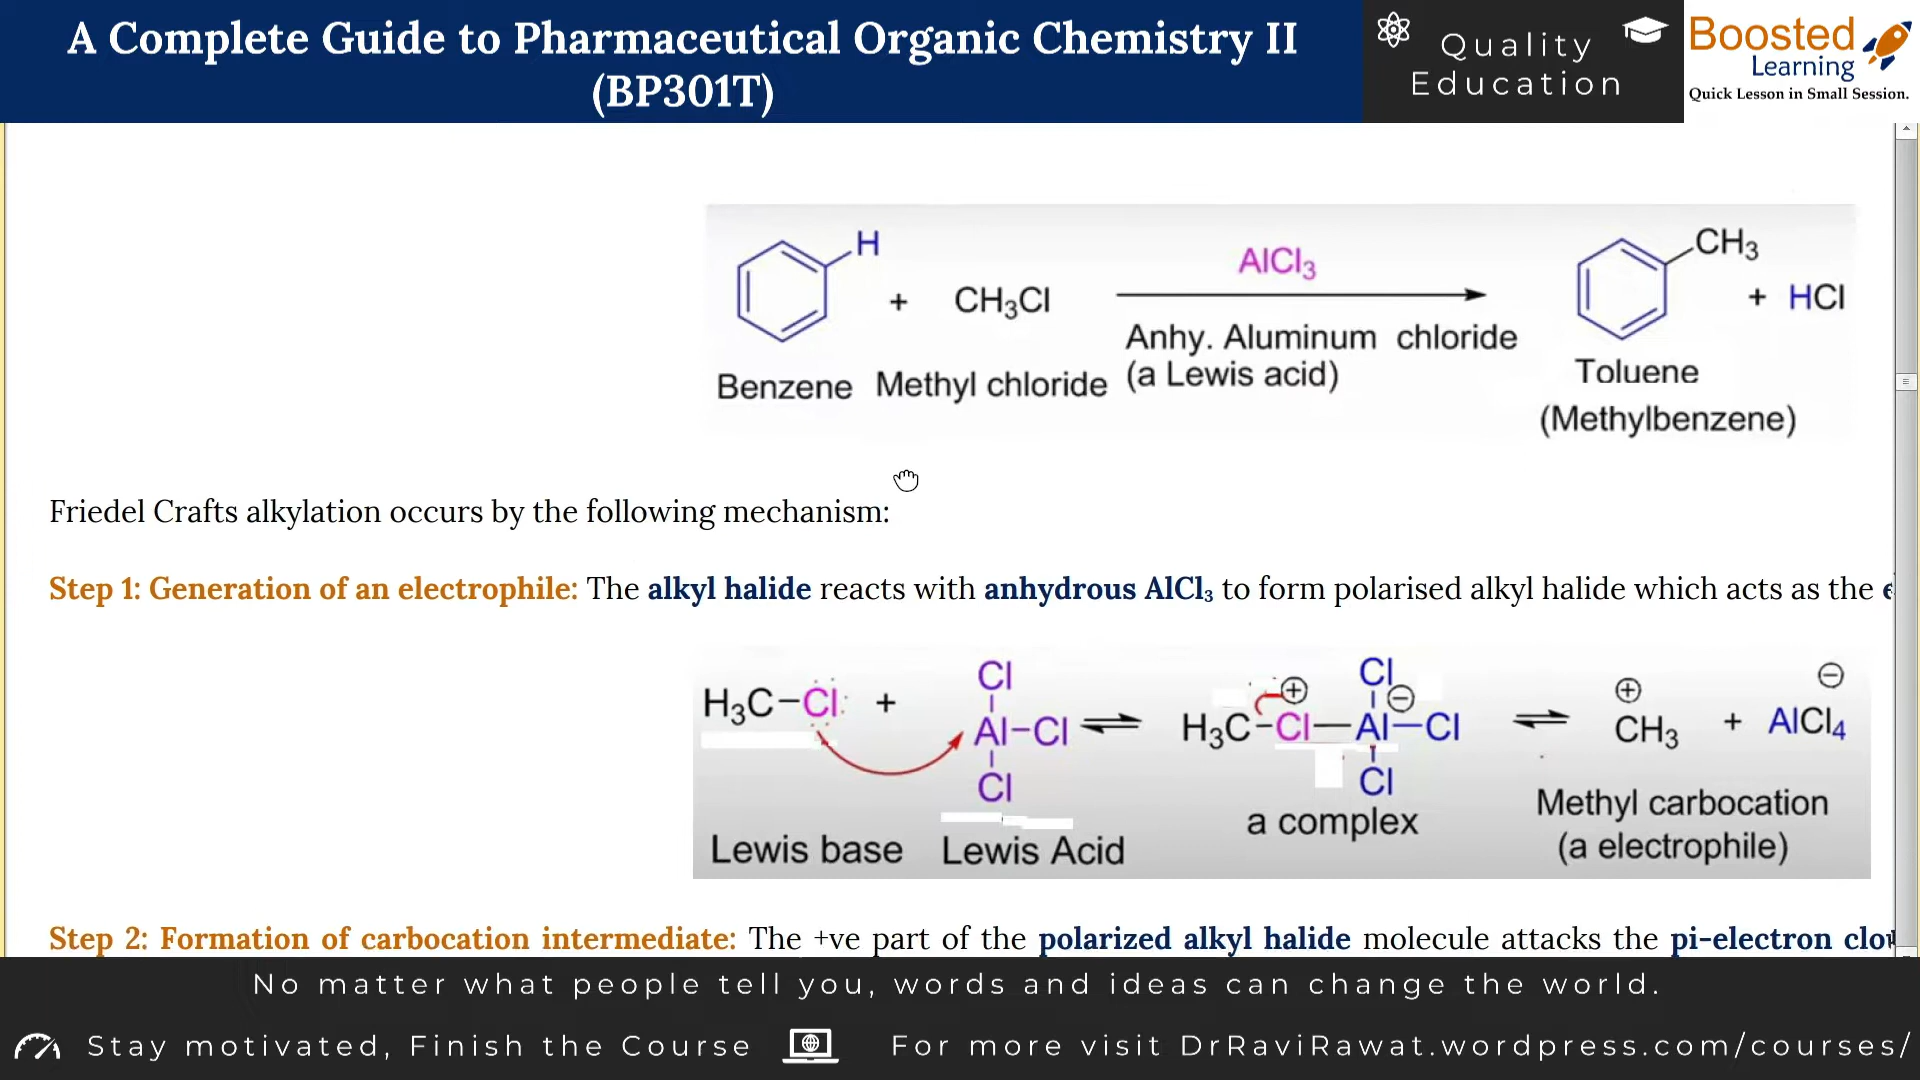 A Complete Guide to Pharmaceutical Organic Chemistry II
(BP301T)
Quality
Education
Boosted
Learning
Quick Lesson in Small Session.
H
CH₃
AlCl₃
+ CH₃Cl
+ HCl
Anhy. Aluminum chloride
(a Lewis acid)
Benzene Methyl chloride
Toluene
(Methylbenzene)
Friedel Crafts alkylation occurs by the following mechanism:
Step 1: Generation of an electrophile: The alkyl halide reacts with anhydrous AlCl₃ to form polarised alkyl halide which acts as the
Cl
Cl
H₃C–Cl + Al–Cl ⇌ H₃C–Cl—Al–Cl ⇌ CH₃ + AlCl₄
⊕ ⊖ ⊕ ⊖
Cl
Cl
a complex
Methyl carbocation
(a electrophile)
Lewis base Lewis Acid
Step 2: Formation of carbocation intermediate: The +ve part of the polarized alkyl halide molecule attacks the pi-electron
No matter what people tell you, words and ideas can change the world.
Stay motivated, Finish the Course
For more visit DrRaviRawat.wordpress.com/courses/